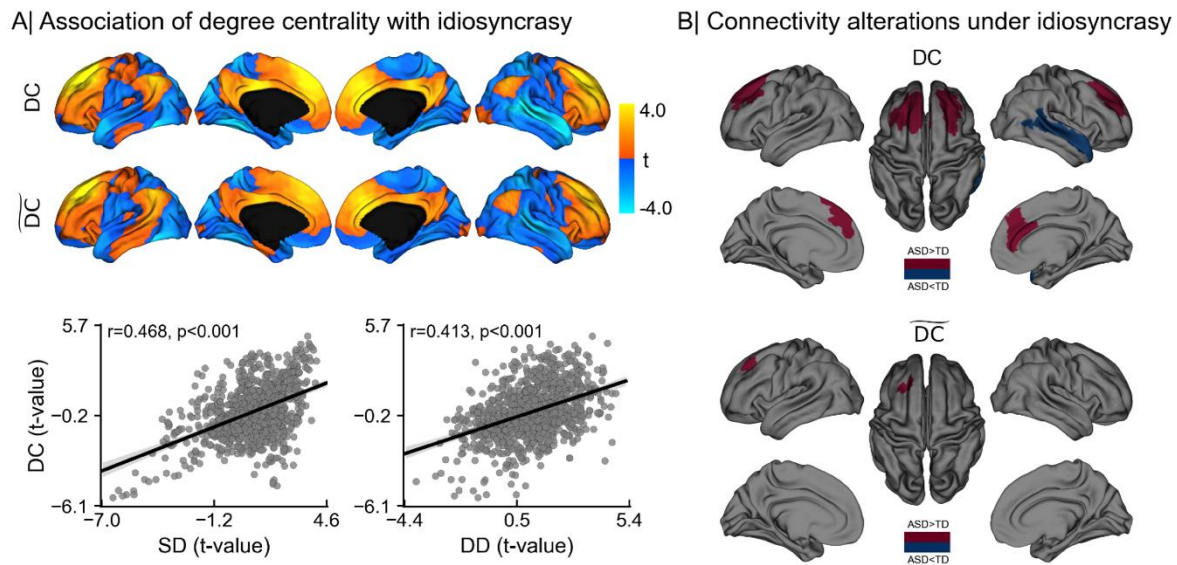 A| Association of degree centrality with idiosyncrasy
DC
D͠C
4.0
t
-4.0
r=0.468, p<0.001
5.7
−0.2
−6.1
DC (t-value)
−7.0
−1.2
4.6
SD (t-value)
r=0.413, p<0.001
5.7
−0.2
−6.1
−4.4
0.5
5.4
DD (t-value)
B| Connectivity alterations under idiosyncrasy
DC
ASD>TD
ASD<TD
D͠C
ASD>TD
ASD<TD